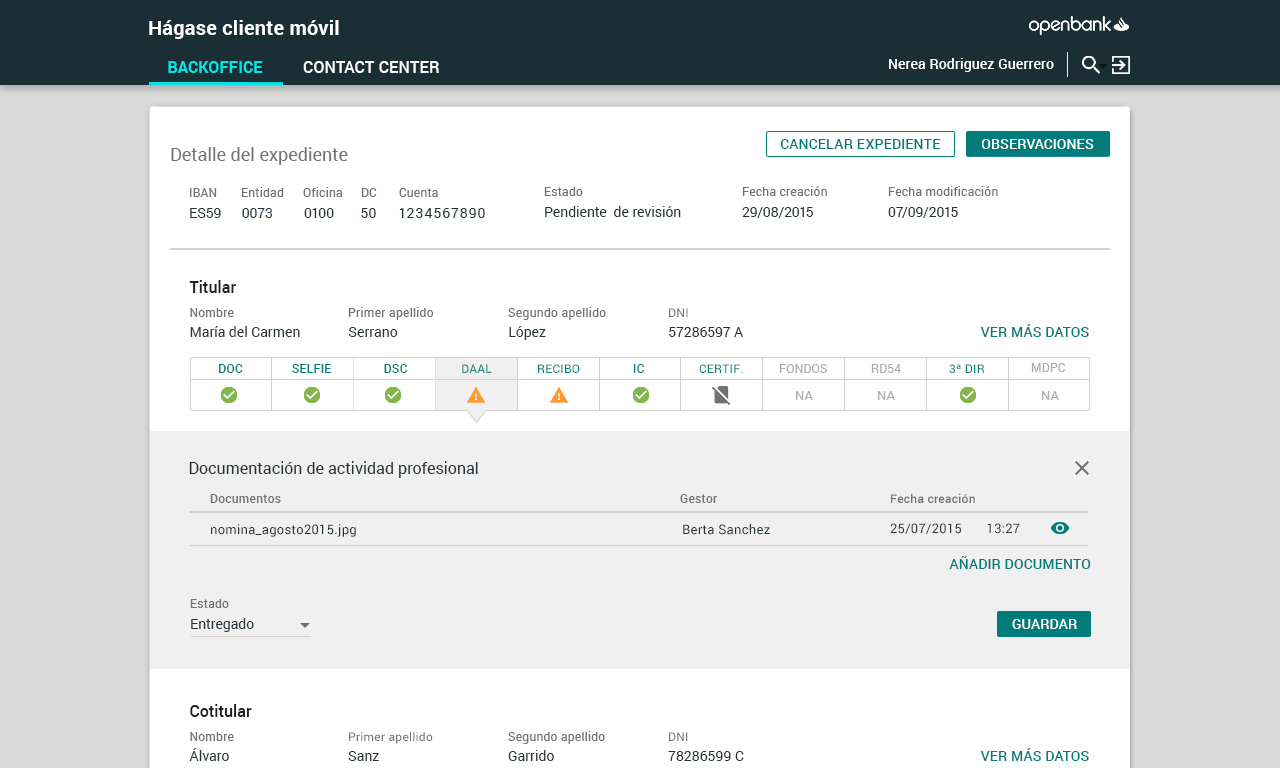 Hágase cliente móvil
openbank
BACKOFFICE CONTACT CENTER
Nerea Rodriguez Guerrero
Detalle del expediente
CANCELAR EXPEDIENTE OBSERVACIONES
IBAN Entidad Oficina DC Cuenta Estado Fecha creación Fecha modificación
ES59 0073 0100 50 1234567890 Pendiente de revisión 29/08/2015 07/09/2015
Titular
Nombre Primer apellido Segundo apellido DNI
María del Carmen Serrano López 57286597 A VER MÁS DATOS
DOC SELFIE DSC DAAL RECIBO IC CERTIF. FONDOS RD54 3ª DIR MDPC
NA NA NA
Documentación de actividad profesional
Documentos Gestor Fecha creación
nomina_agosto2015.jpg Berta Sanchez 25/07/2015 13:27
AÑADIR DOCUMENTO
Estado
Entregado
GUARDAR
Cotitular
Nombre Primer apellido Segundo apellido DNI
Álvaro Sanz Garrido 78286599 C VER MÁS DATOS